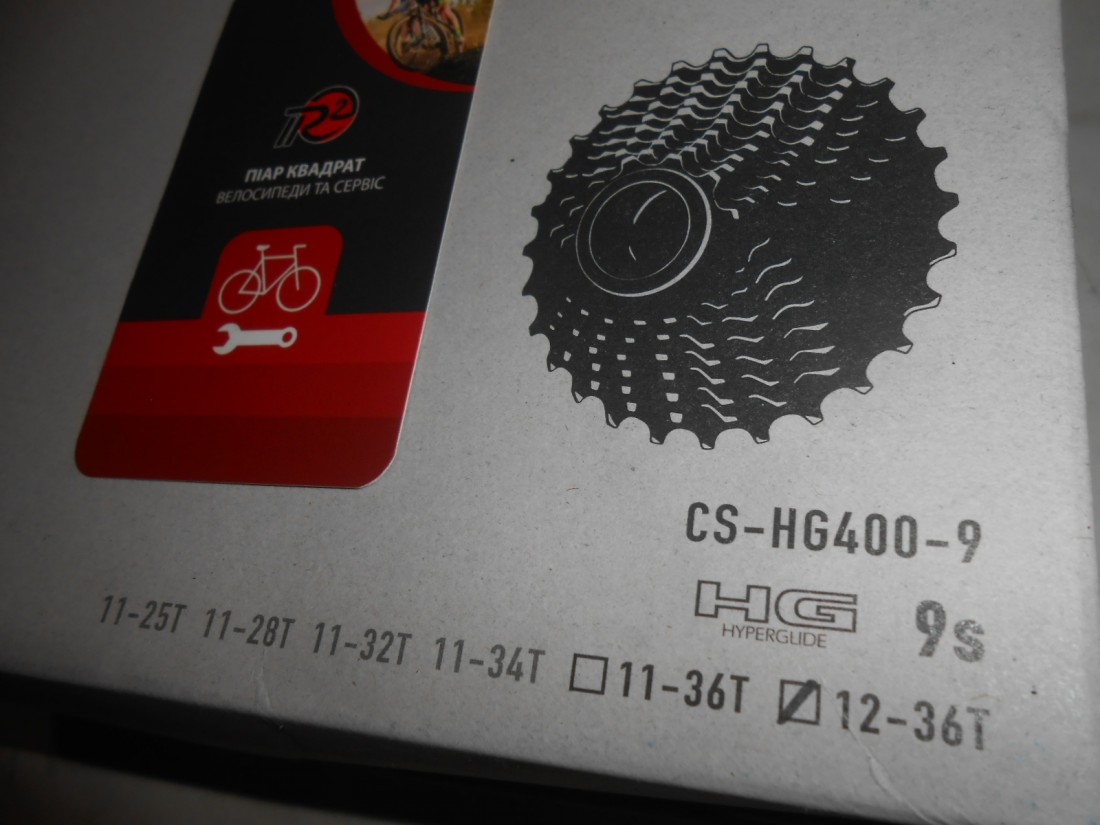 ПR2
ПІАР КВАДРАТ
ВЕЛОСИПЕДИ ТА СЕРВІС
CS-HG400-9
HG 9s
HYPERGLIDE
11-25T 11-28T 11-32T 11-34T 11-36T 12-36T